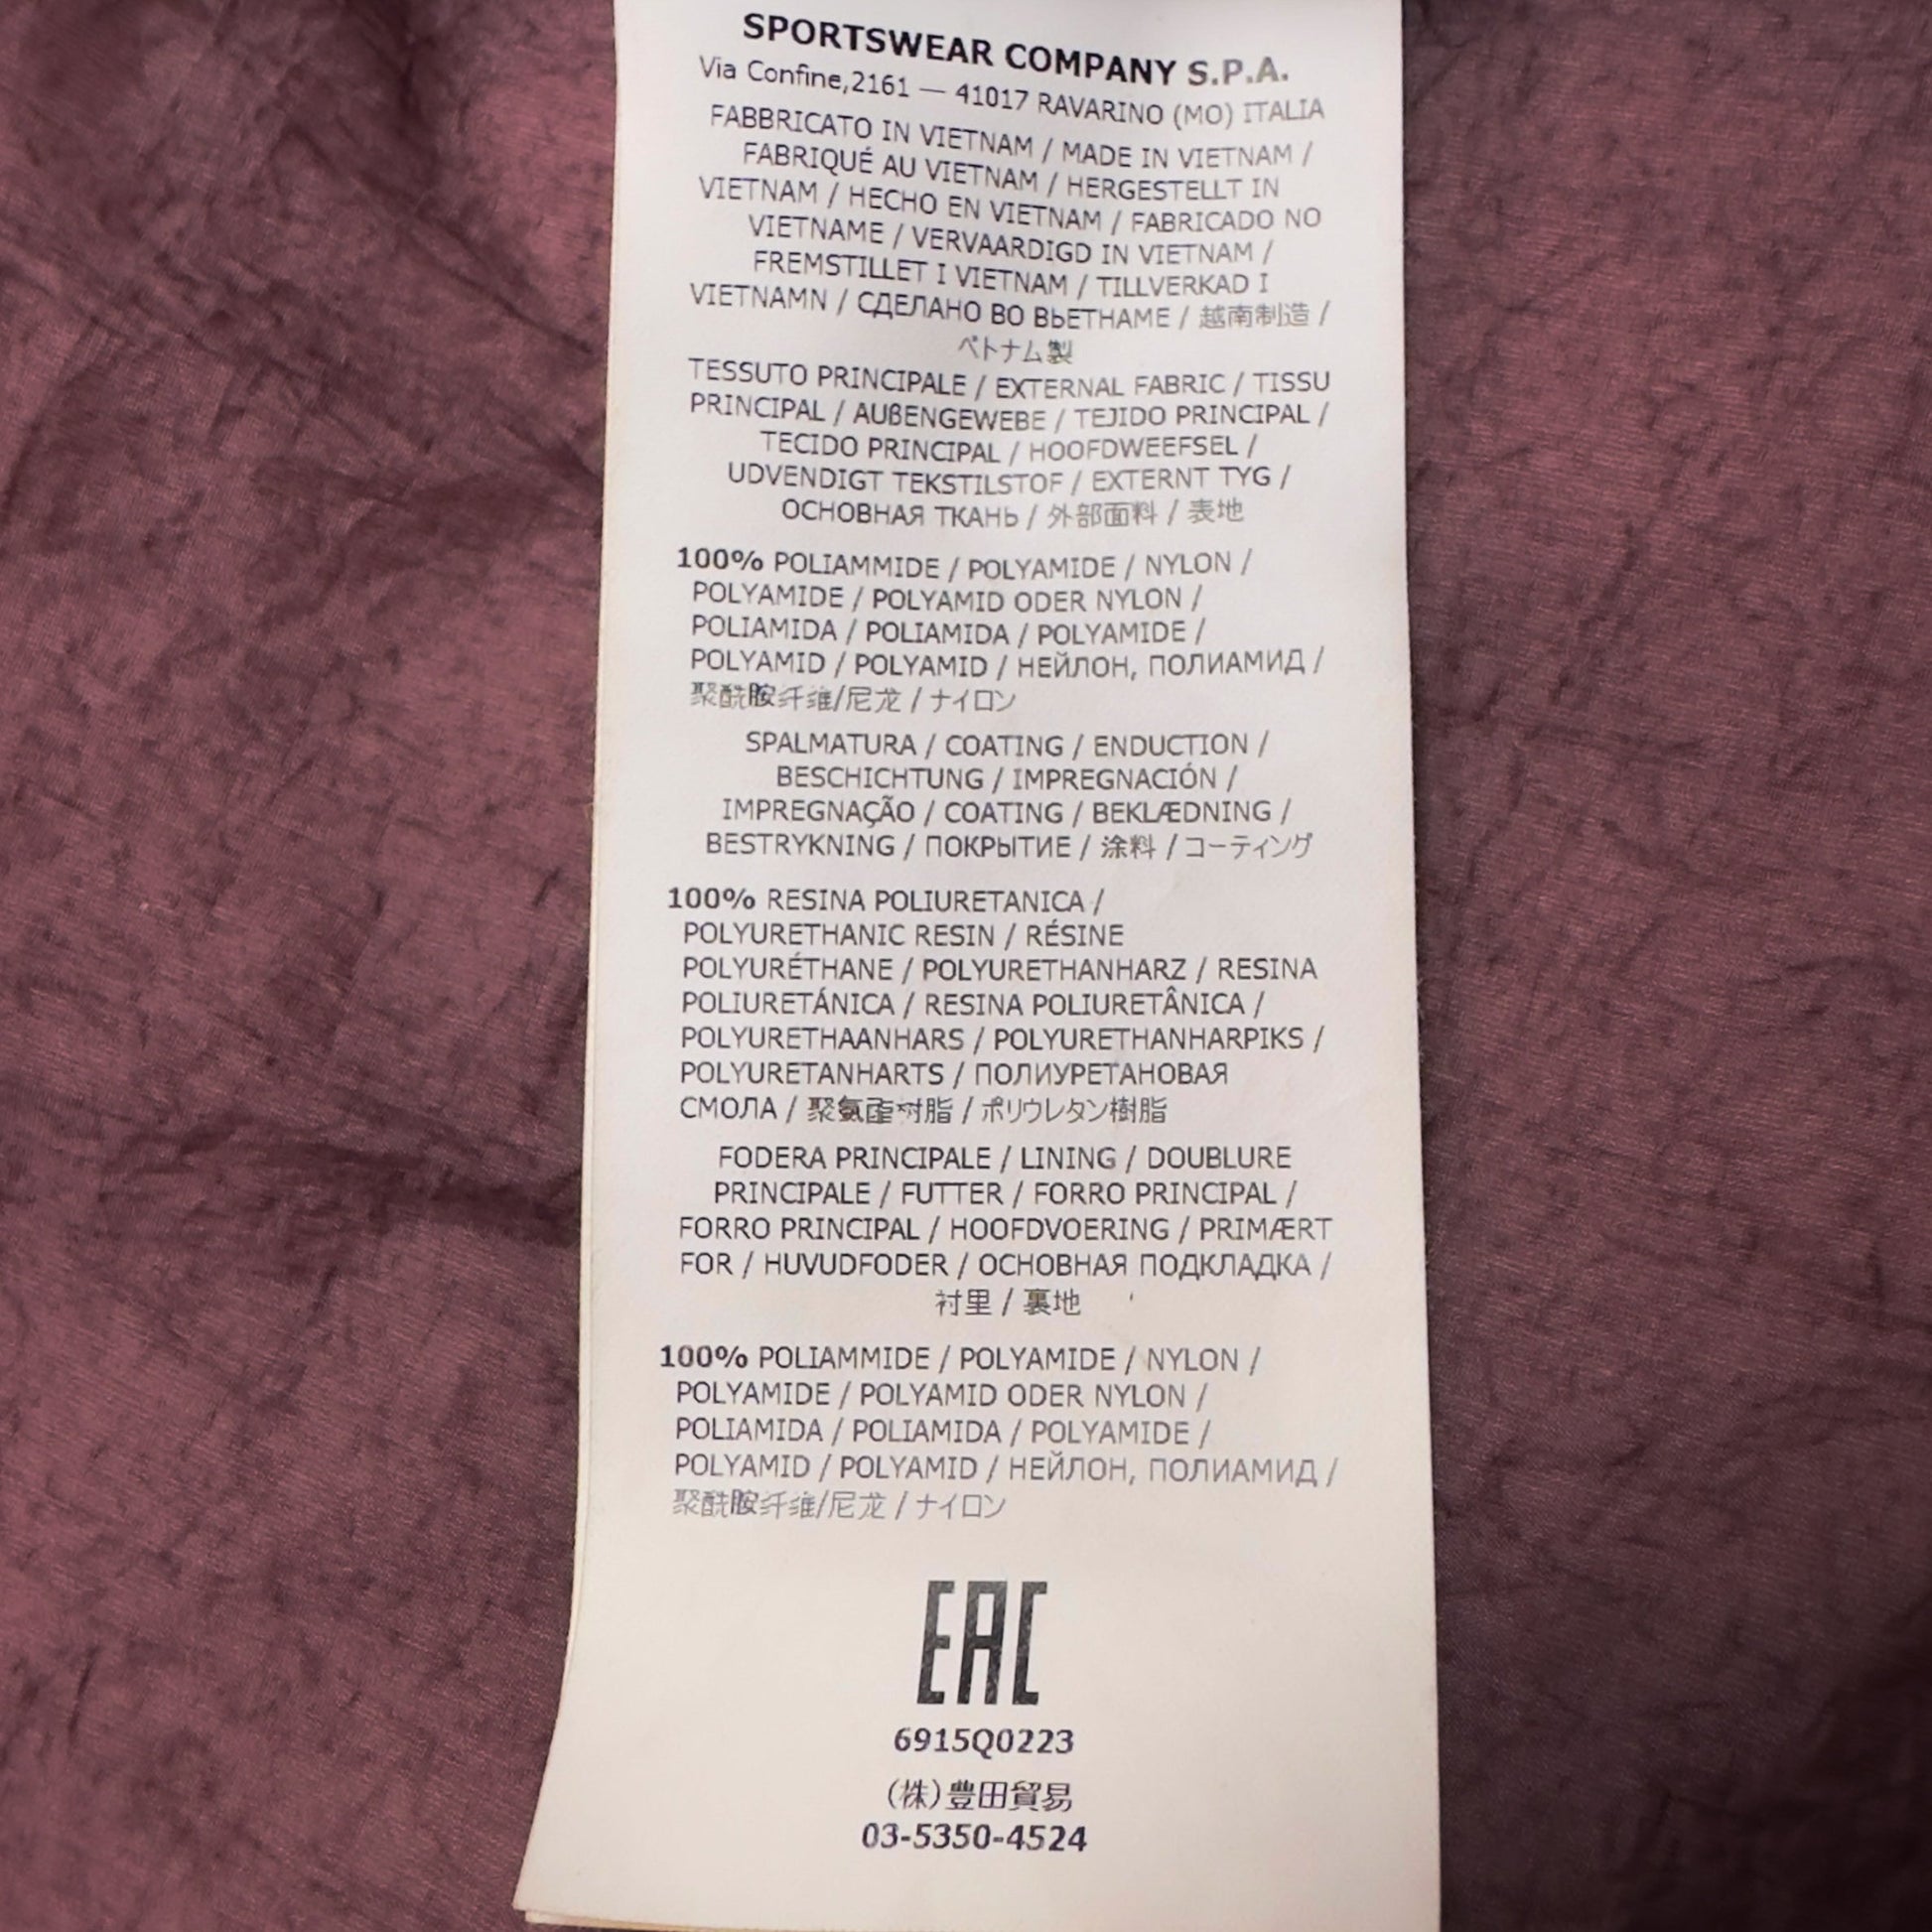 SPORTSWEAR COMPANY S.P.A.
Via Confine,2161 — 41017 RAVARINO (MO) ITALIA
FABBRICATO IN VIETNAM / MADE IN VIETNAM /
FABRIQUÉ AU VIETNAM / HERGESTELLT IN
VIETNAM / HECHO EN VIETNAM / FABRICADO NO
VIETNAME / VERVAARDIGD IN VIETNAM /
FREMSTILLET I VIETNAM / TILLVERKAD I
VIETNAMN / СДЕЛАНО ВО ВЬЕТНАМЕ / 越南制造 /
ベトナム製
TESSUTO PRINCIPALE / EXTERNAL FABRIC / TISSU
PRINCIPAL / AUßENGEWEBE / TEJIDO PRINCIPAL /
TECIDO PRINCIPAL / HOOFDWEEFSEL /
UDVENDIGT TEKSTILSTOF / EXTERNT TYG /
ОСНОВНАЯ ТКАНЬ / 外部面料 / 表地
100% POLIAMMIDE / POLYAMIDE / NYLON /
POLYAMIDE / POLYAMID ODER NYLON /
POLIAMIDA / POLIAMIDA / POLYAMIDE /
POLYAMID / POLYAMID / НЕЙЛОН, ПОЛИАМИД /
聚酰胺纤维/尼龙 / ナイロン
SPALMATURA / COATING / ENDUCTION /
BESCHICHTUNG / IMPREGNACIÓN /
IMPREGNAÇÃO / COATING / BEKLÆDNING /
BESTRYKNING / ПОКРЫТИЕ / 涂料 / コーティング
100% RESINA POLIURETANICA /
POLYURETHANIC RESIN / RÉSINE
POLYURÉTHANE / POLYURETHANHARZ / RESINA
POLIURETÁNICA / RESINA POLIURETÂNICA /
POLYURETHAANHARS / POLYURETHANHARPIKS /
POLYURETANHARTS / ПОЛИУРЕТАНОВАЯ
СМОЛА / 聚氨酯树脂 / ポリウレタン樹脂
FODERA PRINCIPALE / LINING / DOUBLURE
PRINCIPALE / FUTTER / FORRO PRINCIPAL /
FORRO PRINCIPAL / HOOFDVOERING / PRIMÆRT
FOR / HUVUDFODER / ОСНОВНАЯ ПОДКЛАДКА /
衬里 / 裏地
100% POLIAMMIDE / POLYAMIDE / NYLON /
POLYAMIDE / POLYAMID ODER NYLON /
POLIAMIDA / POLIAMIDA / POLYAMIDE /
POLYAMID / POLYAMID / НЕЙЛОН, ПОЛИАМИД /
聚酰胺纤维/尼龙 / ナイロン
EAC
6915Q0223
(株)豊田貿易
03-5350-4524